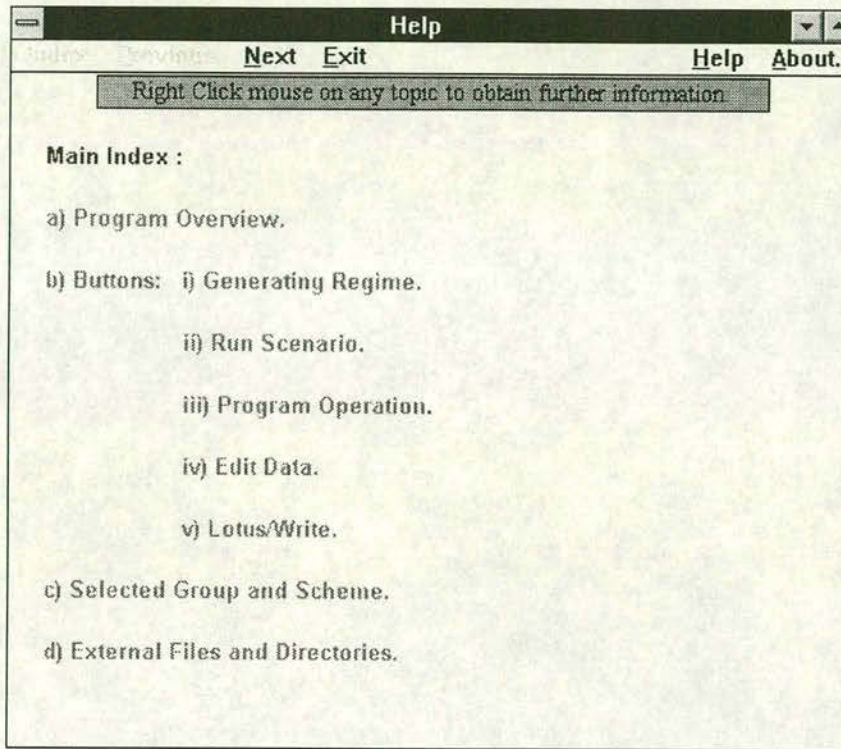 Help
Index Previous Next Exit Help About.
Right Click mouse on any topic to obtain further information
Main Index :
a) Program Overview.
b) Buttons: i) Generating Regime.
ii) Run Scenario.
iii) Program Operation.
iv) Edit Data.
v) Lotus/Write.
c) Selected Group and Scheme.
d) External Files and Directories.